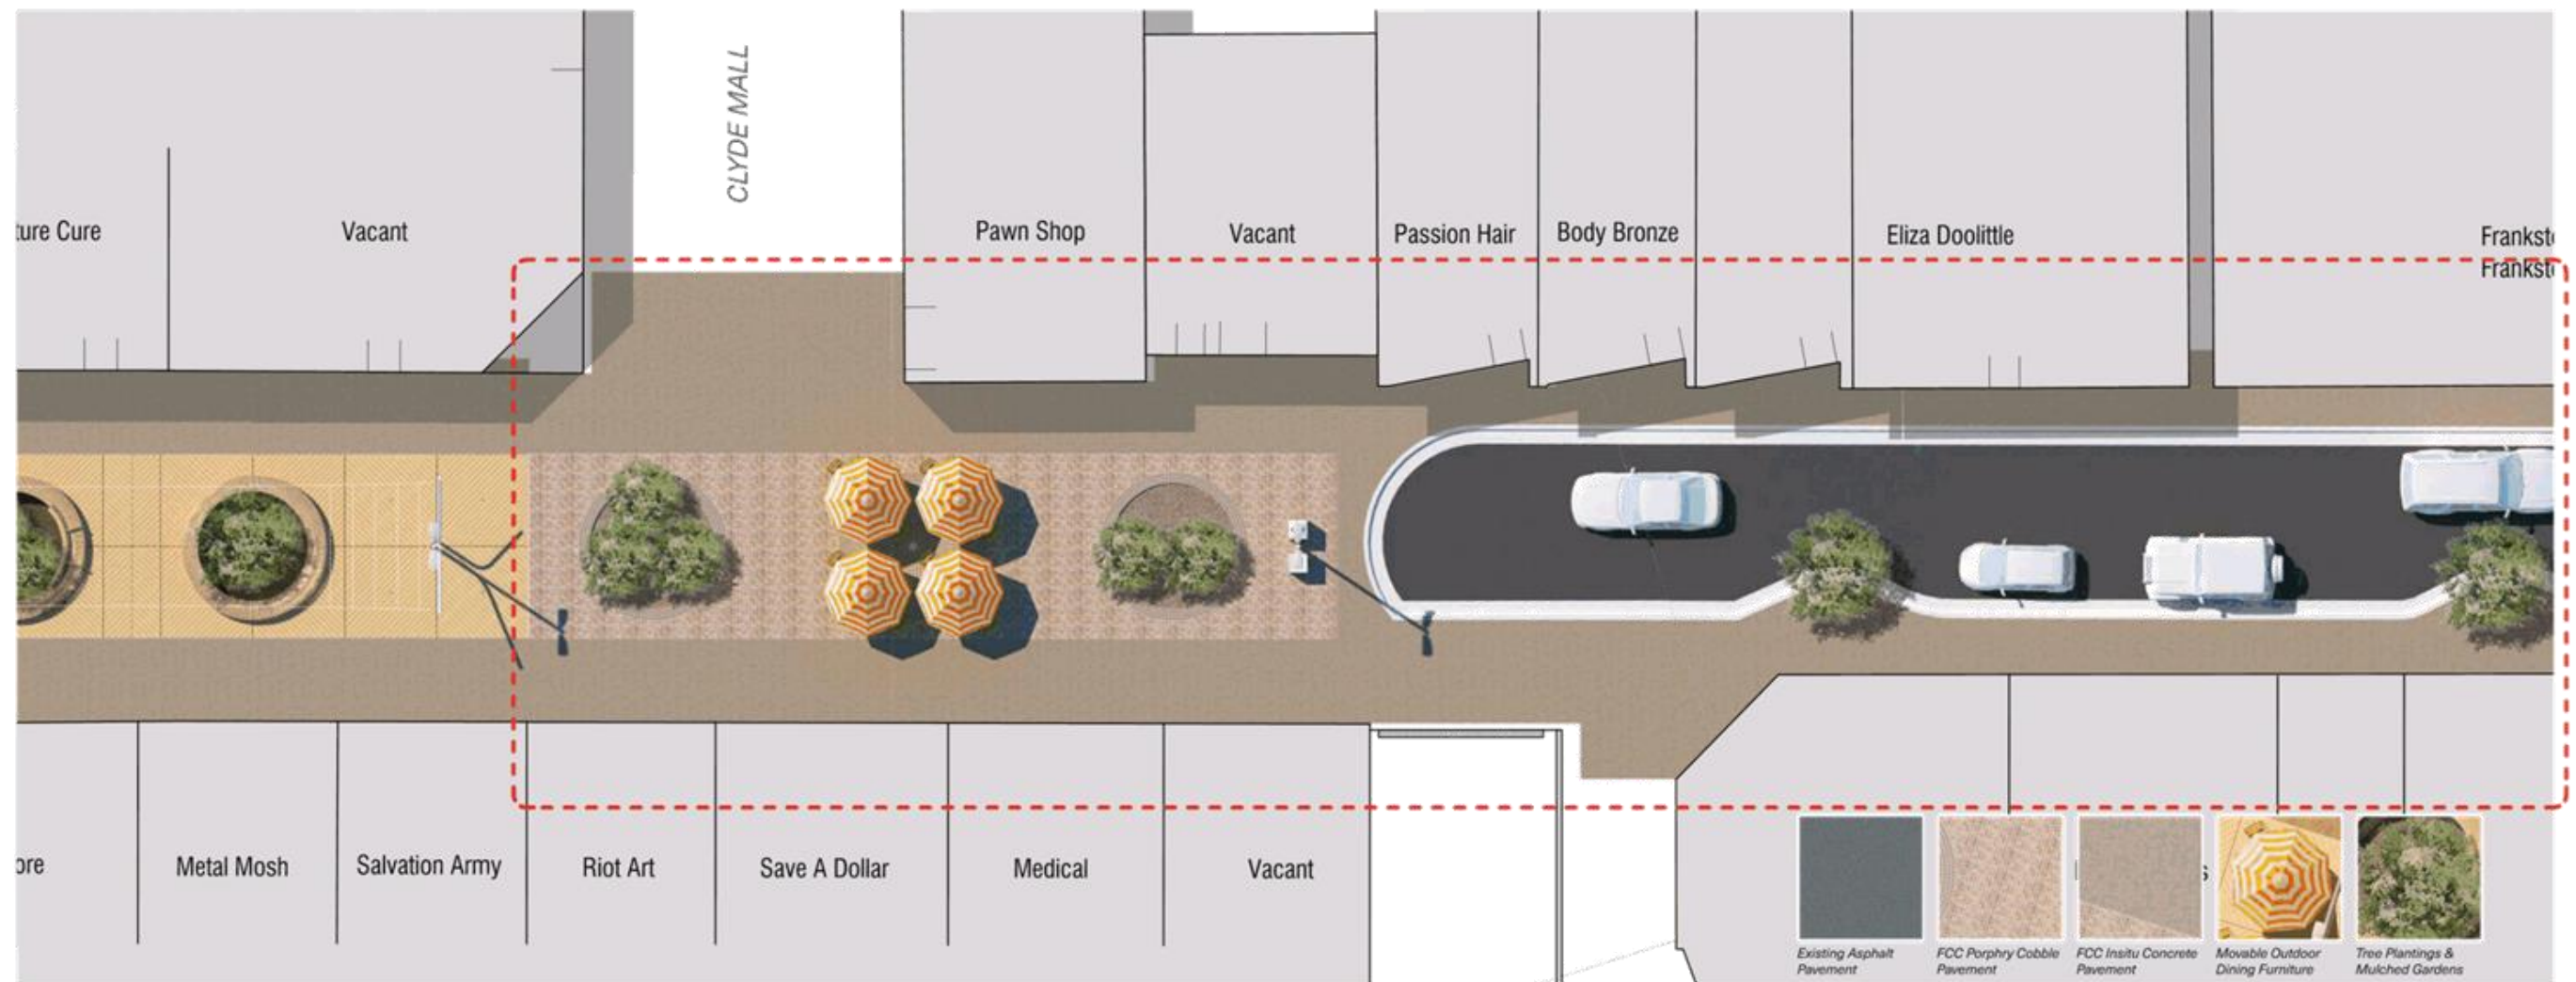 CLYDE MALL
ture Cure
Vacant
Pawn Shop
Vacant
Passion Hair
Body Bronze
Eliza Doolittle
Frankst
Frankst
ore
Metal Mosh
Salvation Army
Riot Art
Save A Dollar
Medical
Vacant
s
Existing Asphalt
Pavement
FCC Porphry Cobble
Pavement
FCC Insitu Concrete
Pavement
Movable Outdoor
Dining Furniture
Tree Plantings &
Mulched Gardens